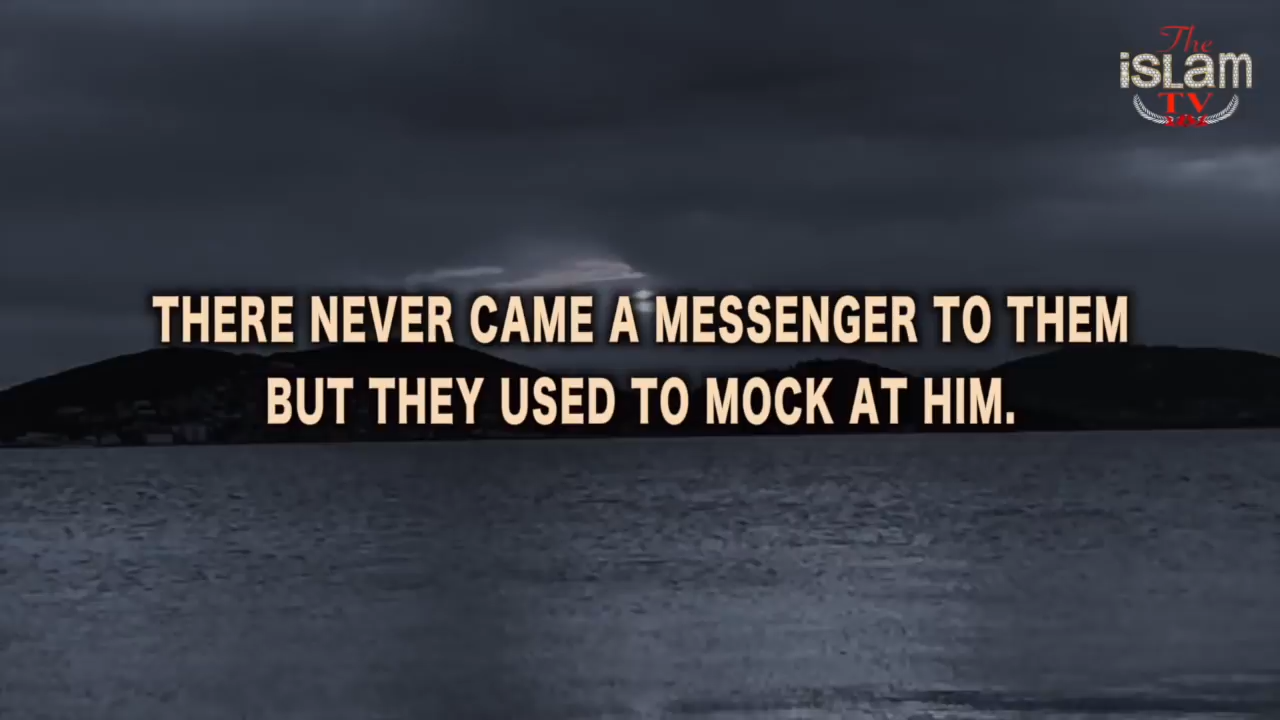 The
iSLAM
TV
THERE NEVER CAME A MESSENGER TO THEM
BUT THEY USED TO MOCK AT HIM.